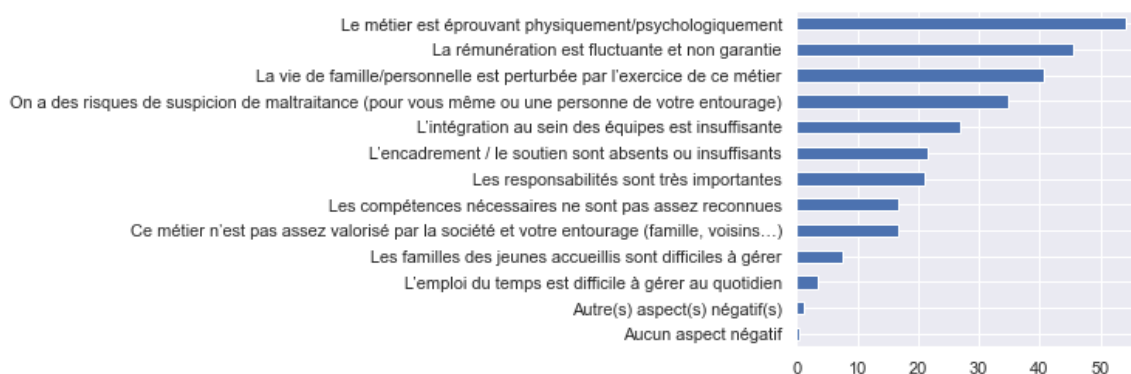 Le métier est éprouvant physiquement/psychologiquement
La rémunération est fluctuante et non garantie
La vie de famille/personnelle est perturbée par l'exercice de ce métier
On a des risques de suspicion de maltraitance (pour vous même ou une personne de votre entourage)
L'intégration au sein des équipes est insuffisante
L'encadrement / le soutien sont absents ou insuffisants
Les responsabilités sont très importantes
Les compétences nécessaires ne sont pas assez reconnues
Ce métier n'est pas assez valorisé par la société et votre entourage (famille, voisins…)
Les familles des jeunes accueillis sont difficiles à gérer
L'emploi du temps est difficile à gérer au quotidien
Autre(s) aspect(s) négatif(s)
Aucun aspect négatif
0 10 20 30 40 50